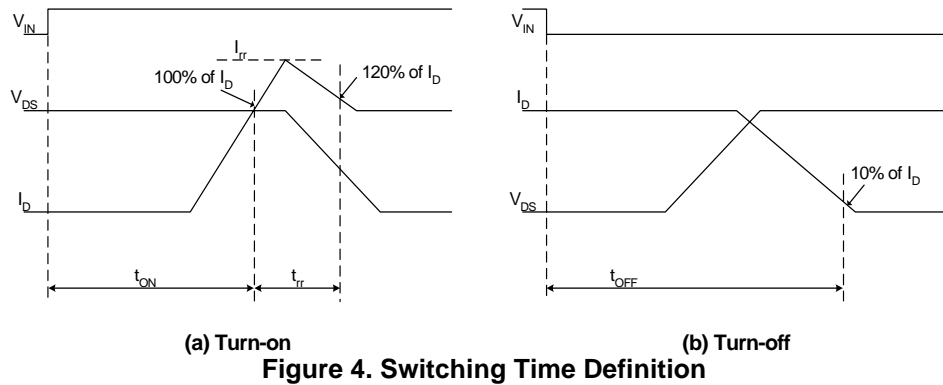 V_IN
I_rr
100% of I_D
120% of I_D
V_DS
I_D
t_ON
t_rr
(a) Turn-on
V_IN
I_D
10% of I_D
V_DS
t_OFF
(b) Turn-off
Figure 4. Switching Time Definition